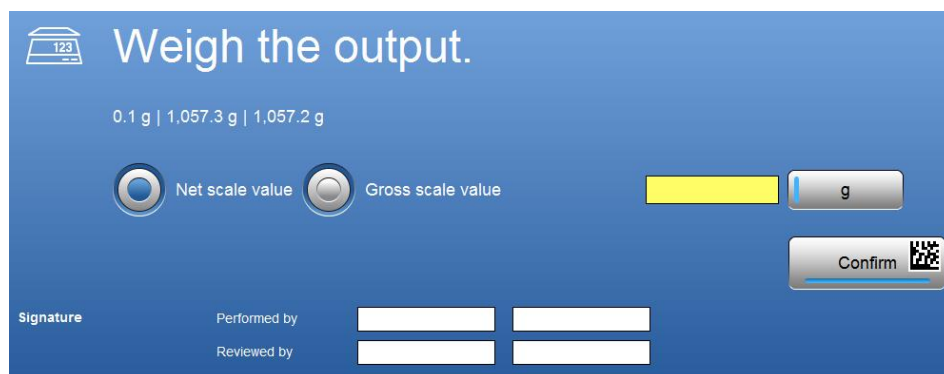 123
Weigh the output.
0.1 g | 1,057.3 g | 1,057.2 g
Net scale value Gross scale value g
Confirm
Signature Performed by
Reviewed by